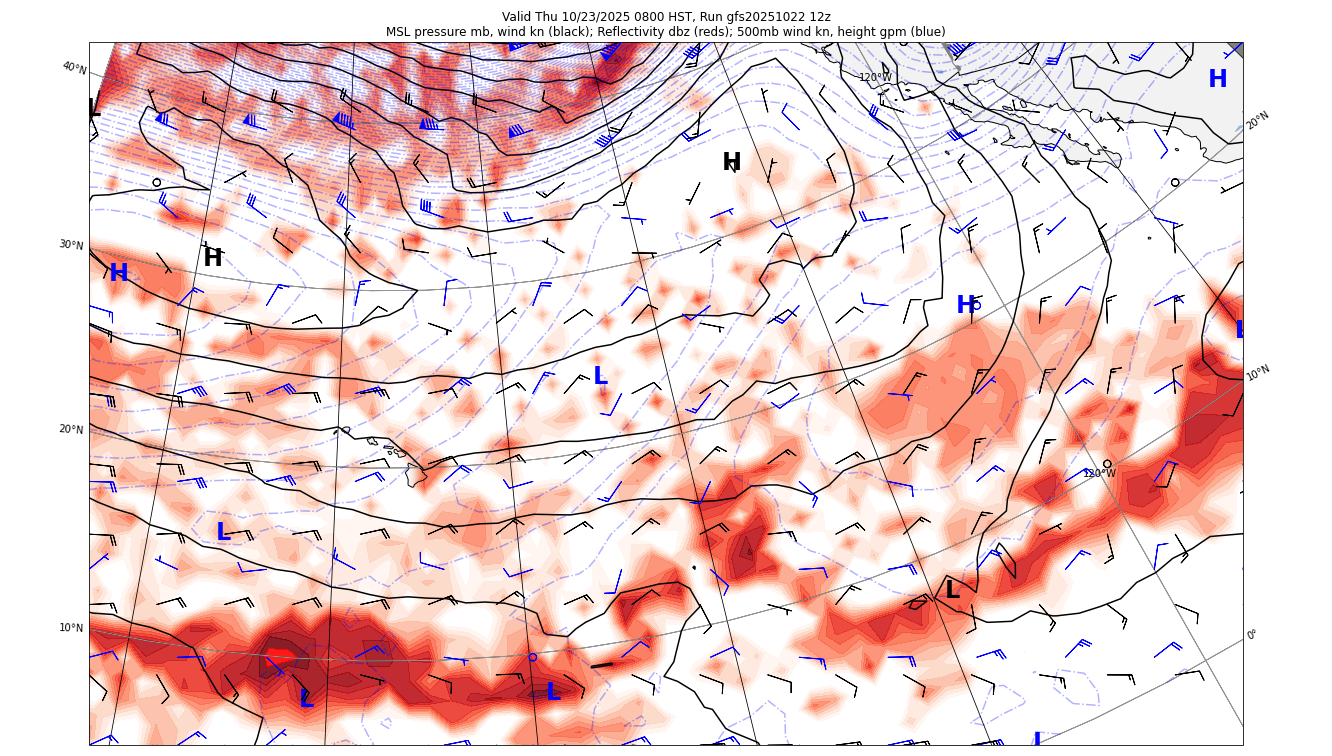 Valid Thu 10/23/2025 0800 HST, Run gfs20251022 12z
MSL pressure mb, wind kn (black); Reflectivity dbz (reds); 500mb wind kn, height gpm (blue)
40°N
L
120°W
H
20°N
H
30°N
H
H
H
L
L
10°N
20°N
120°W
L
L
10°N
0°
L
L
L